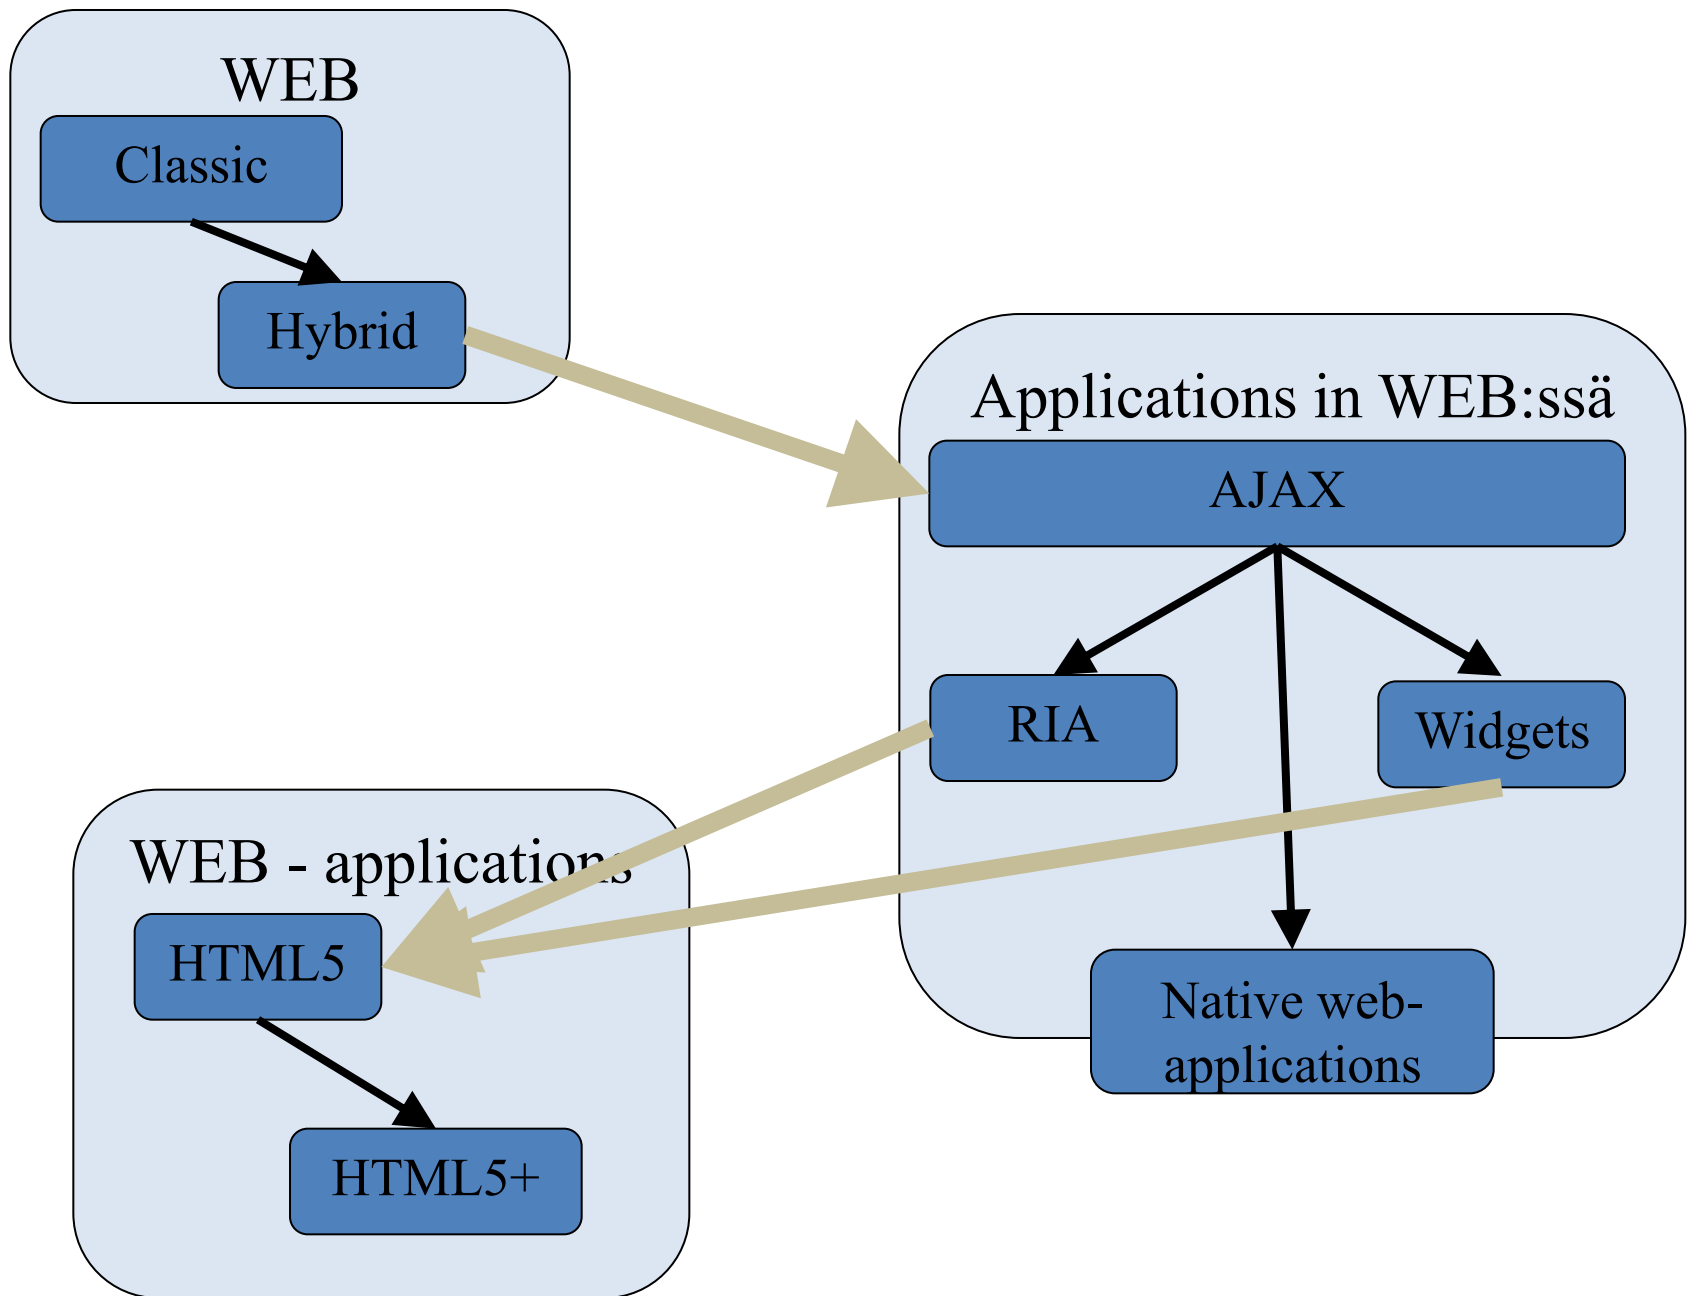 WEB
Classic
Hybrid
Applications in WEB:ssä
AJAX
RIA
Widgets
Native web-
applications
WEB - applications
HTML5
HTML5+